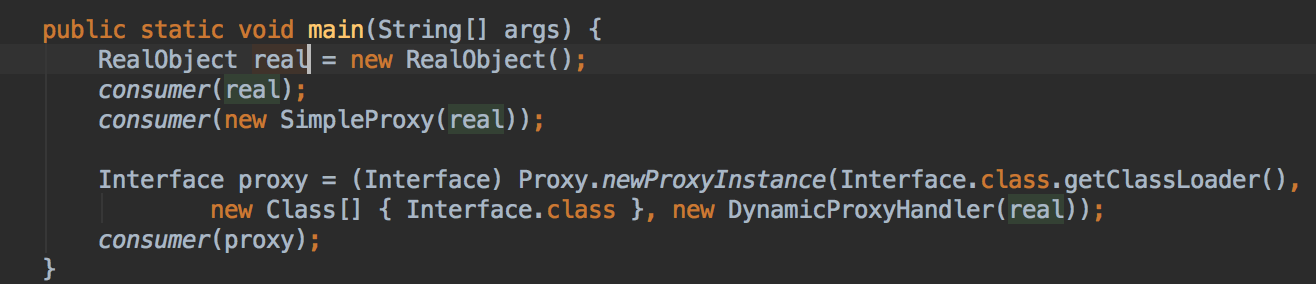 public static void main(String[] args) {
RealObject real = new RealObject();
consumer(real);
consumer(new SimpleProxy(real));
Interface proxy = (Interface) Proxy.newProxyInstance(Interface.class.getClassLoader(),
new Class[] { Interface.class }, new DynamicProxyHandler(real));
consumer(proxy);
}